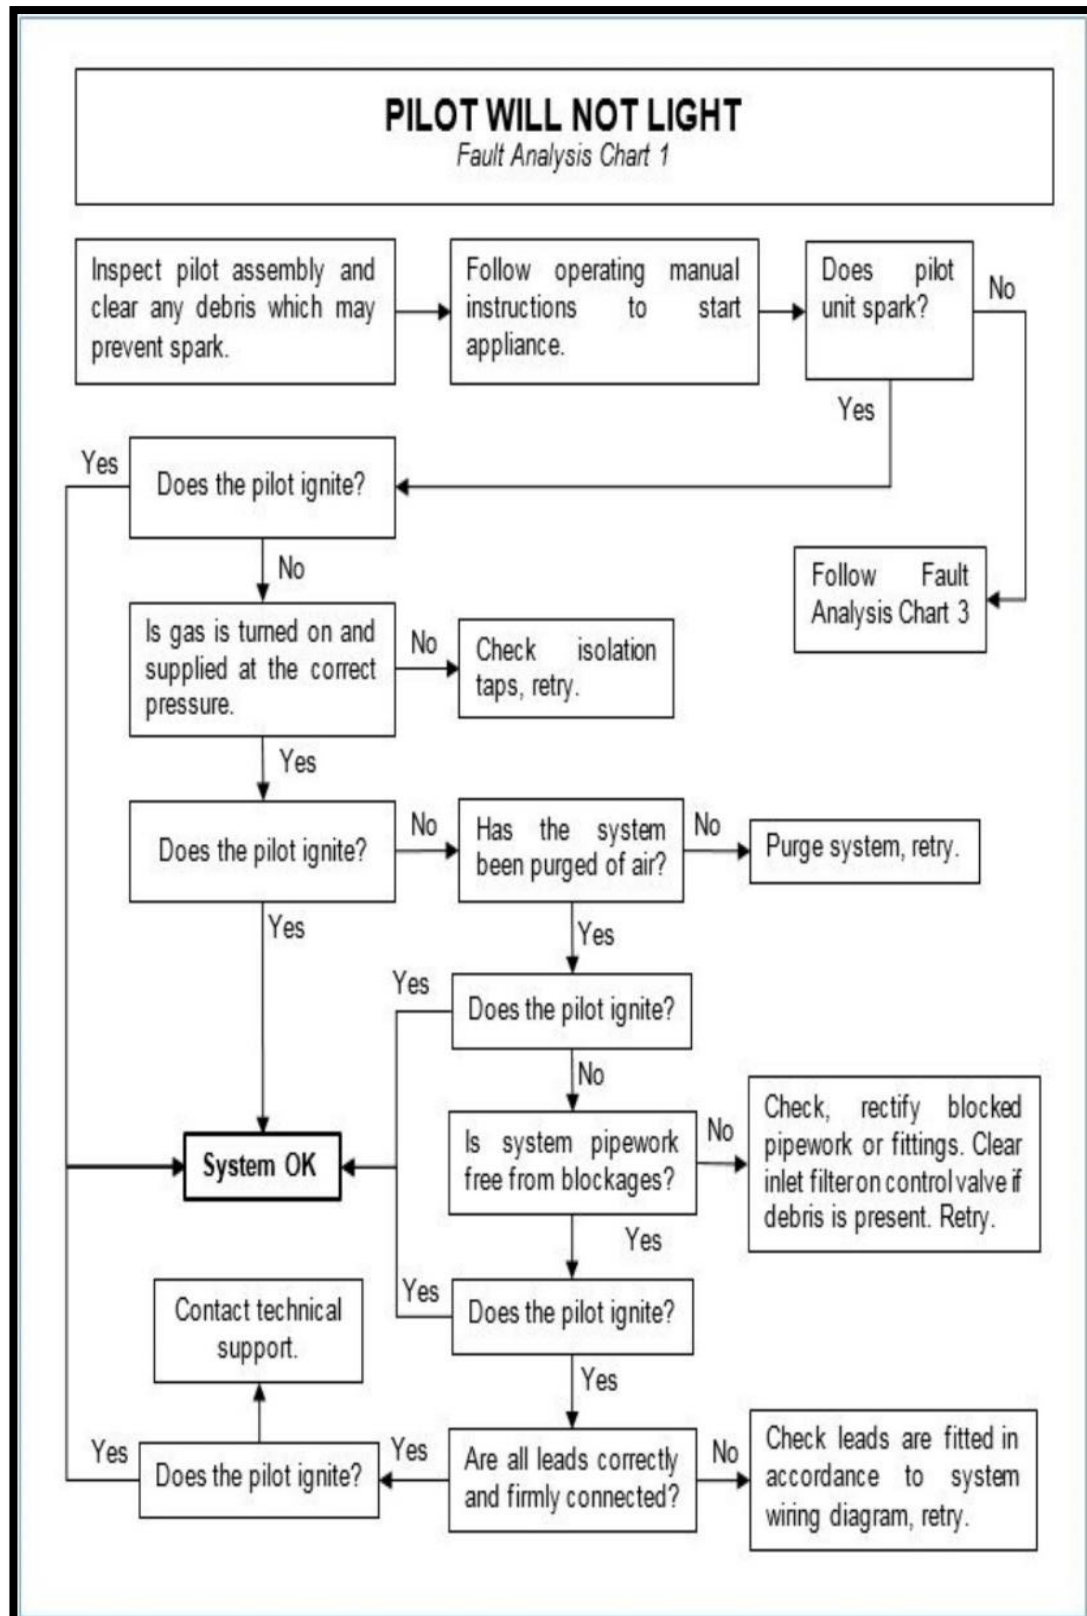 PILOT WILL NOT LIGHT
Fault Analysis Chart 1
Inspect pilot assembly and
clear any debris which may
prevent spark.
Follow operating manual
instructions to start
appliance.
Does pilot
unit spark?
No
Yes
Yes
Does the pilot ignite?
No
Follow Fault
Analysis Chart 3
Is gas is turned on and
supplied at the correct
pressure.
No
Check isolation
taps, retry.
Yes
Does the pilot ignite?
No
Has the system
been purged of air?
No
Purge system, retry.
Yes
Yes
Yes
Does the pilot ignite?
No
System OK
Is system pipework
free from blockages?
No
Check, rectify blocked
pipework or fittings. Clear
inlet filter on control valve if
debris is present. Retry.
Yes
Contact technical
support.
Yes
Does the pilot ignite?
Yes
Yes
Does the pilot ignite?
Yes
Are all leads correctly
and firmly connected?
No
Check leads are fitted in
accordance to system
wiring diagram, retry.